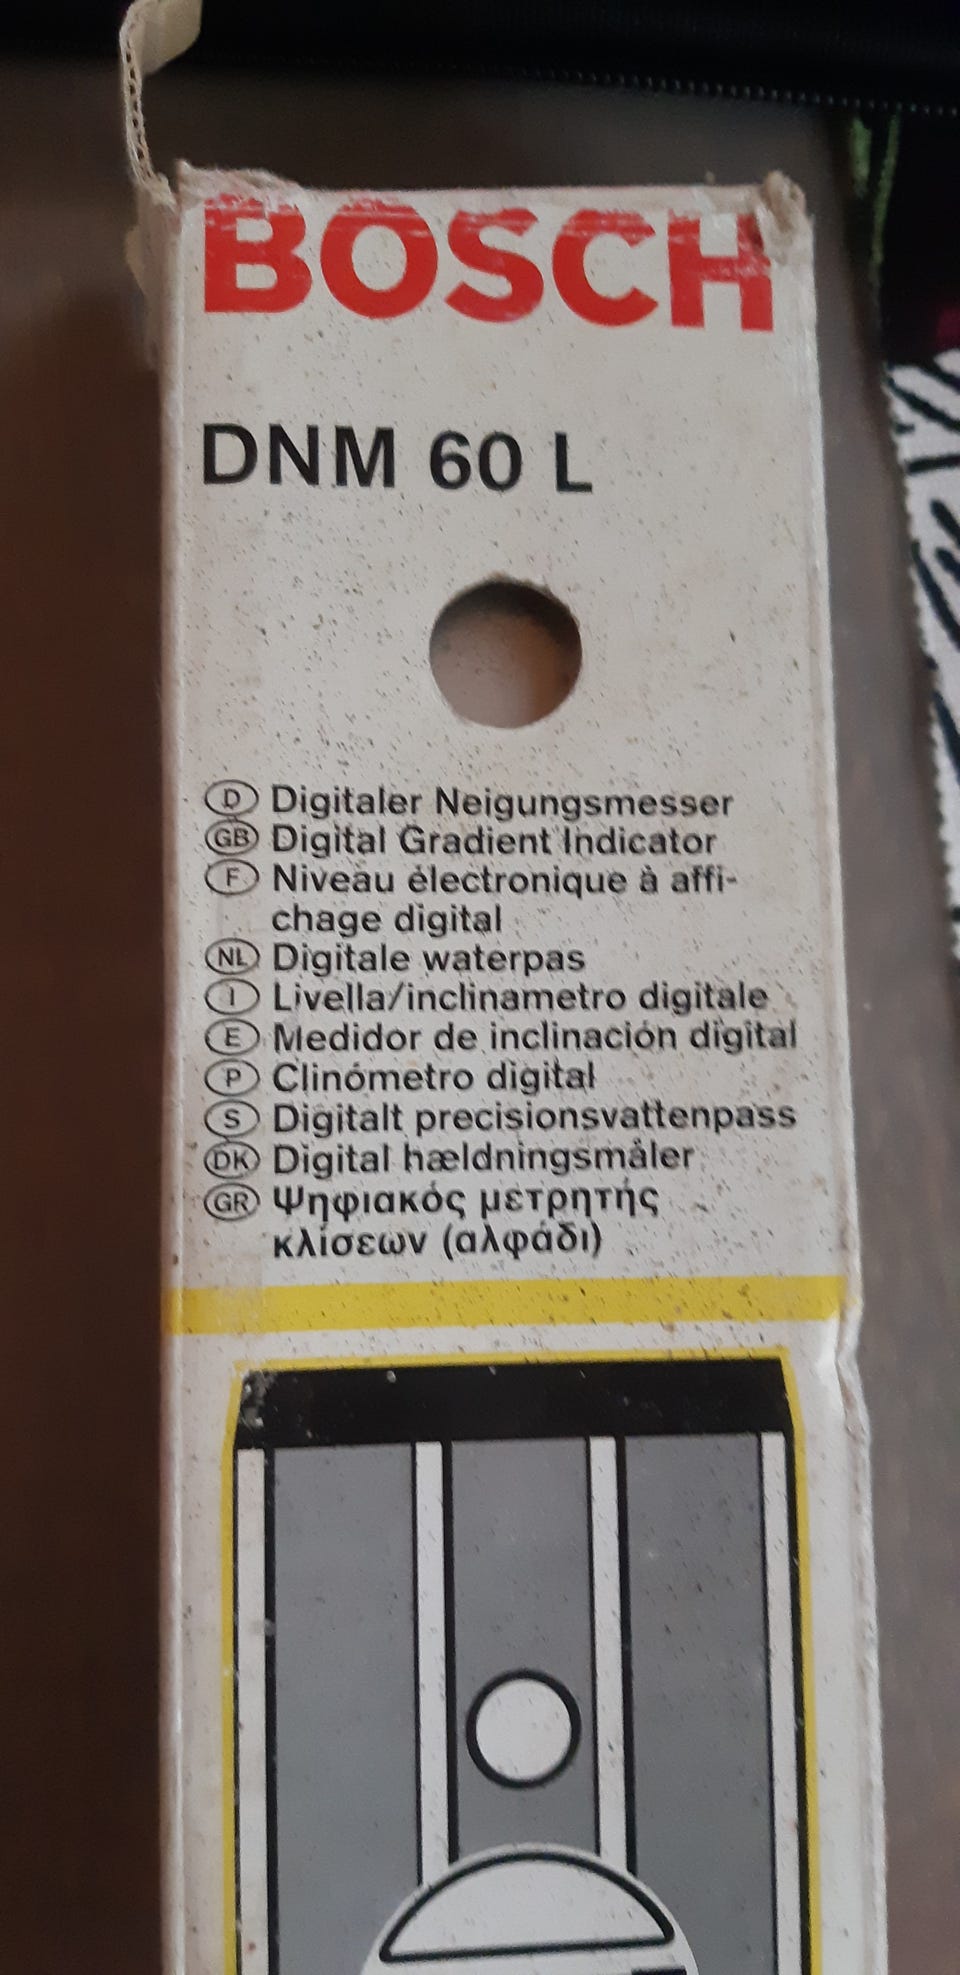 BOSCH
DNM 60 L
D Digitaler Neigungsmesser
GB Digital Gradient Indicator
F Niveau électronique à affi-
chage digital
NL Digitale waterpas
I Livella/inclinametro digitale
E Medidor de inclinación digital
P Clinómetro digital
S Digitalt precisionsvattenpass
DK Digital hældningsmåler
GR Ψηφιακός μετρητής
κλίσεων (αλφάδι)